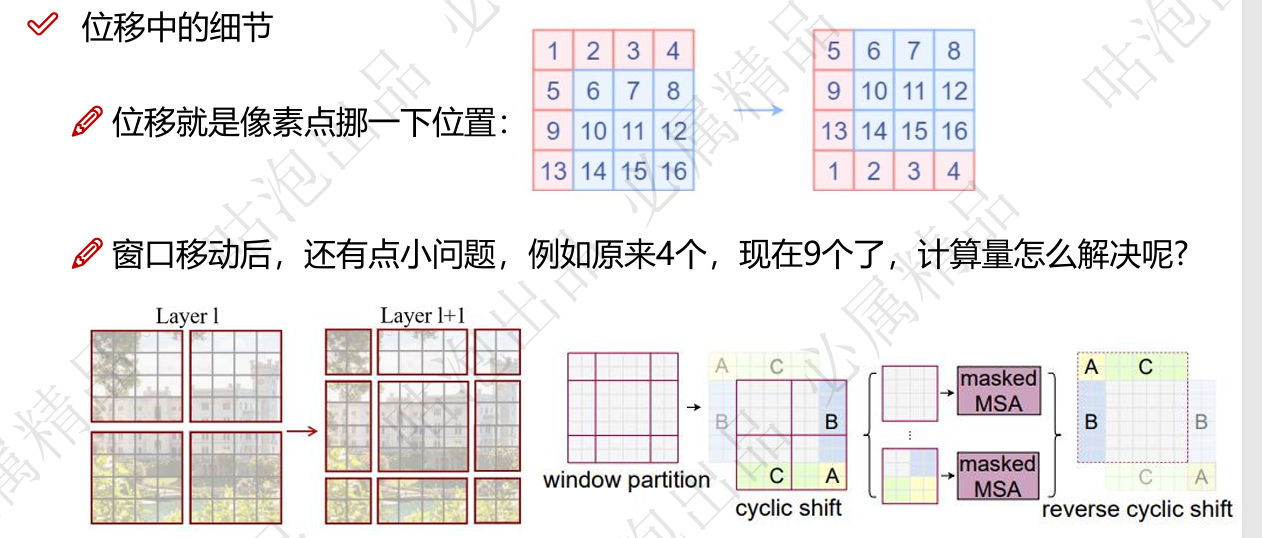 位移中的细节
位移就是像素点挪一下位置：
1 2 3 4
5 6 7 8
9 10 11 12
13 14 15 16
5 6 7 8
9 10 11 12
13 14 15 16
1 2 3 4
窗口移动后，还有点小问题，例如原来4个，现在9个了，计算量怎么解决呢?
Layer l
Layer l+1
window partition
A C
B
B
C A
cyclic shift
masked
MSA
masked
MSA
A C
B
B
C A
reverse cyclic shift
咕泡出品 必属精品